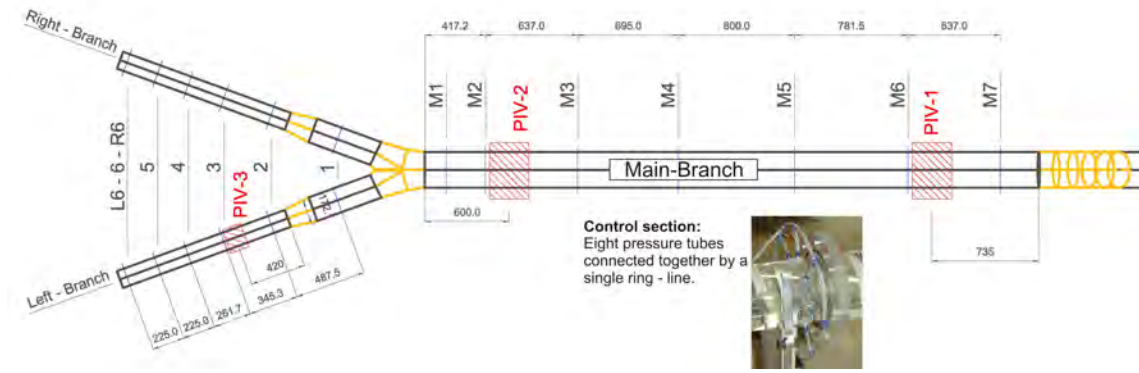 Right - Branch
417.2
637.0
695.0
800.0
781.5
637.0
M1
M2
PIV-2
M3
M4
M5
M6
PIV-1
M7
L6 - 6 - R6
5
4
3
PIV-3
2
1
172
Main-Branch
600.0
735
Control section:
Eight pressure tubes
connected together by a
single ring - line.
Left - Branch
420
487.5
345.3
261.7
225.0
225.0